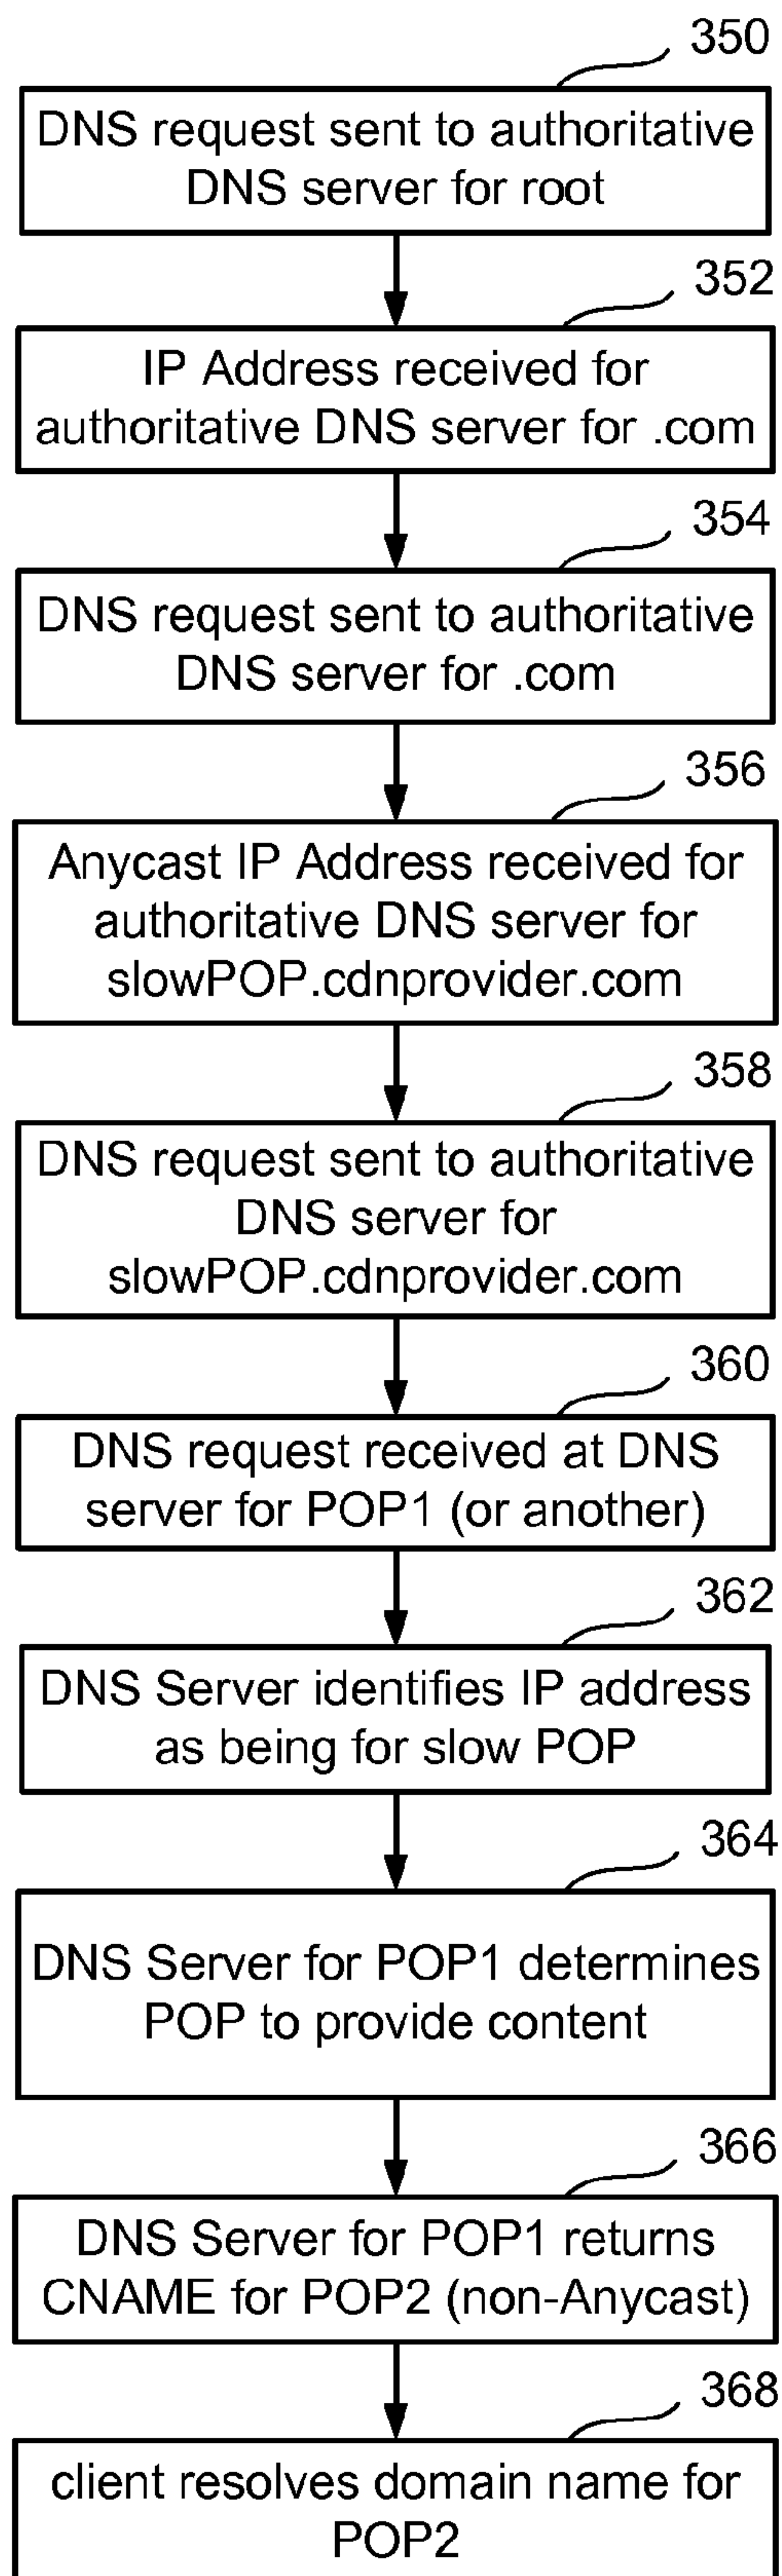 350
DNS request sent to authoritative
DNS server for root
352
IP Address received for
authoritative DNS server for .com
354
DNS request sent to authoritative
DNS server for .com
356
Anycast IP Address received for
authoritative DNS server for
slowPOP.cdnprovider.com
358
DNS request sent to authoritative
DNS server for
slowPOP.cdnprovider.com
360
DNS request received at DNS
server for POP1 (or another)
362
DNS Server identifies IP address
as being for slow POP
364
DNS Server for POP1 determines
POP to provide content
366
DNS Server for POP1 returns
CNAME for POP2 (non-Anycast)
368
client resolves domain name for
POP2